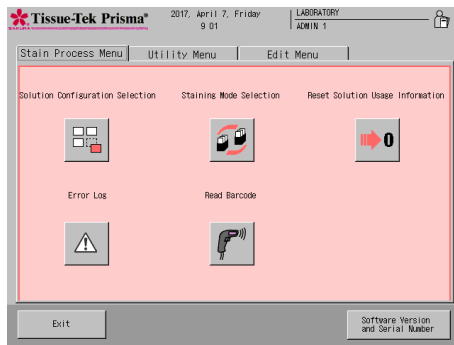 Tissue-Tek Prisma®
SAKURA
2017, April 7, Friday
9 01
LABORATORY
ADMIN 1
Stain Process Menu
Utility Menu
Edit Menu
Solution Configuration Selection
Staining Mode Selection
Reset Solution Usage Information
0
Error Log
Read Barcode
Exit
Software Version
and Serial Number